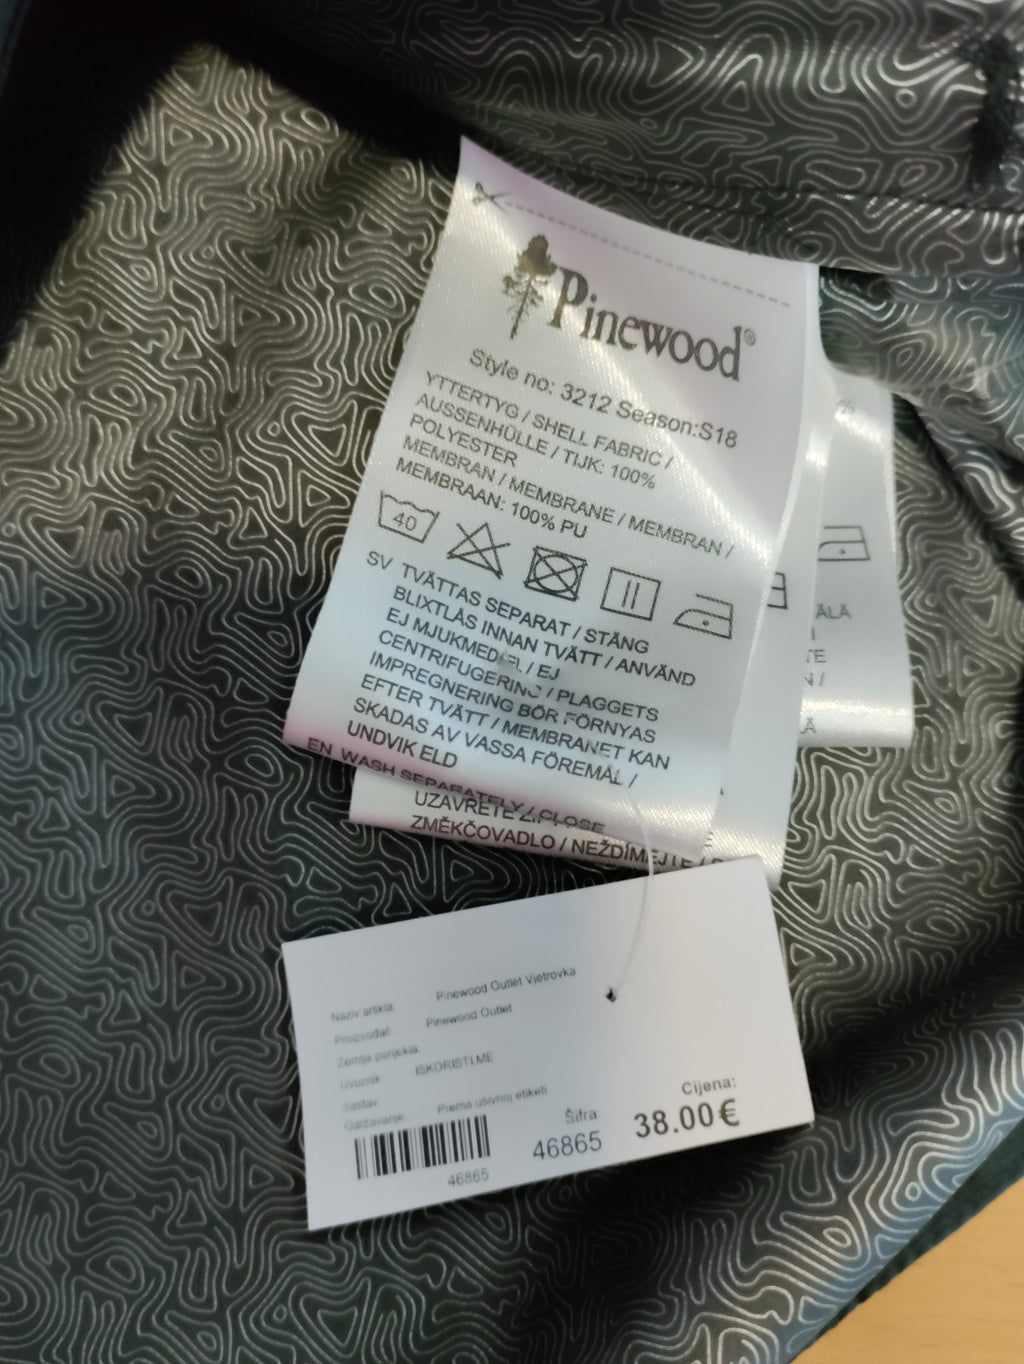 Pinewood®
Style no: 3212 Season:S18
YTTERTYG / SHELL FABRIC /
AUSSENHÜLLE / TIJK: 100%
POLYESTER
MEMBRAN / MEMBRANE / MEMBRAN /
MEMBRAAN: 100% PU
40
SV TVÄTTAS SEPARAT / STÄNG
BLIXTLÅS INNAN TVÄTT / ANVÄND
EJ MJUKMEDEL / EJ
CENTRIFUGERING / PLAGGETS
IMPREGNERING BÖR FÖRNYAS
EFTER TVÄTT / MEMBRANET KAN
SKADAS AV VASSA FÖREMÅL /
UNDVIK ELD
EN WASH SEPARATELY / CLOSE
UZAVŘETE
ZMĚKČOVADLO / NEŽDÍMEJTE /
%
ÄLÄ
Naziv artikla: Pinewood Outlet Vjetrovka
Proizvođač: Pinewood Outlet
Zemlja porijekla:
Uvoznik: ISKORISTI.ME
Sastav:
Održavanje: Prema ušivnoj etiketi
46865
Šifra:
46865
Cijena:
38.00€